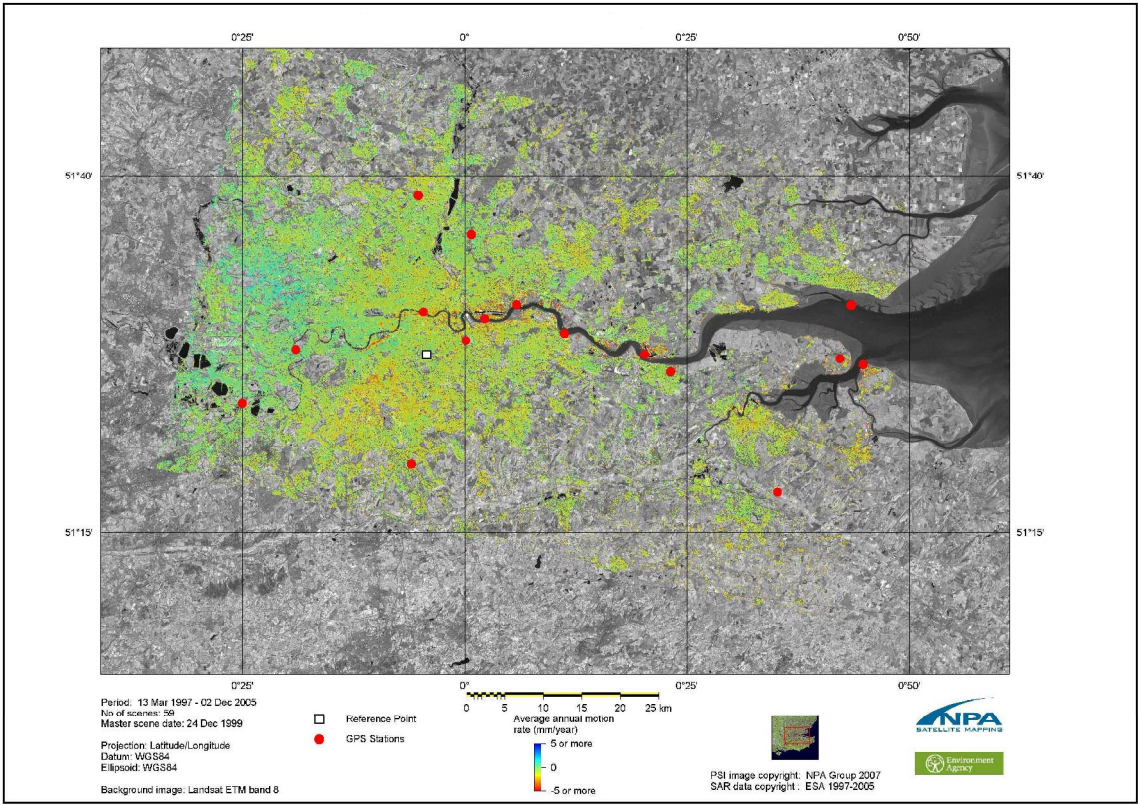 0°25' 0° 0°25' 0°50'
51°40' 51°40'
51°15' 51°15'
0°25' 0° 0°25' 0°50'
Period: 13 Mar 1997 - 02 Dec 2005
No of scenes: 59
Master scene date: 24 Dec 1999
Projection: Latitude/Longitude
Datum: WGS84
Ellipsoid: WGS84
Background image: Landsat ETM band 8
Reference Point
GPS Stations
0 5 10 15 20 25 km
Average annual motion
rate (mm/year)
5 or more
0
-5 or more
PSI image copyright: NPA Group 2007
SAR data copyright : ESA 1997-2005
NPA
SATELLITE MAPPING
Environment
Agency